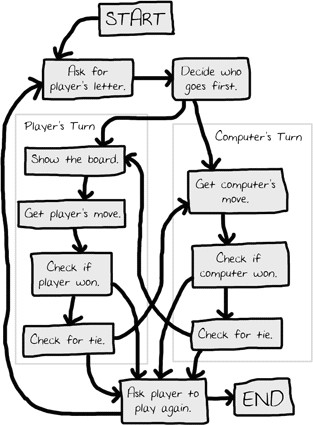 START
Ask for
player's letter.
Decide who
goes first.
Player's Turn
Computer's Turn
Show the board.
Get computer's
move.
Get player's move.
Check if
player won.
Check if
computer won.
Check for tie.
Check for tie.
Ask player to
play again.
END